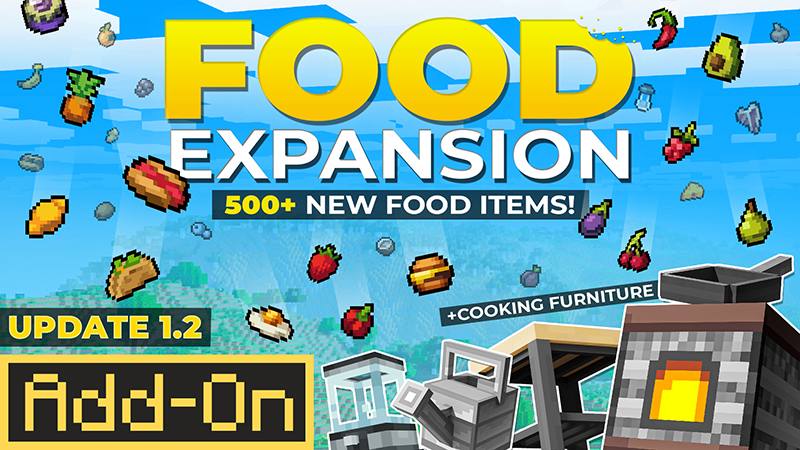 FOOD
EXPANSION
500+ NEW FOOD ITEMS!
+COOKING FURNITURE
UPDATE 1.2
Add-On